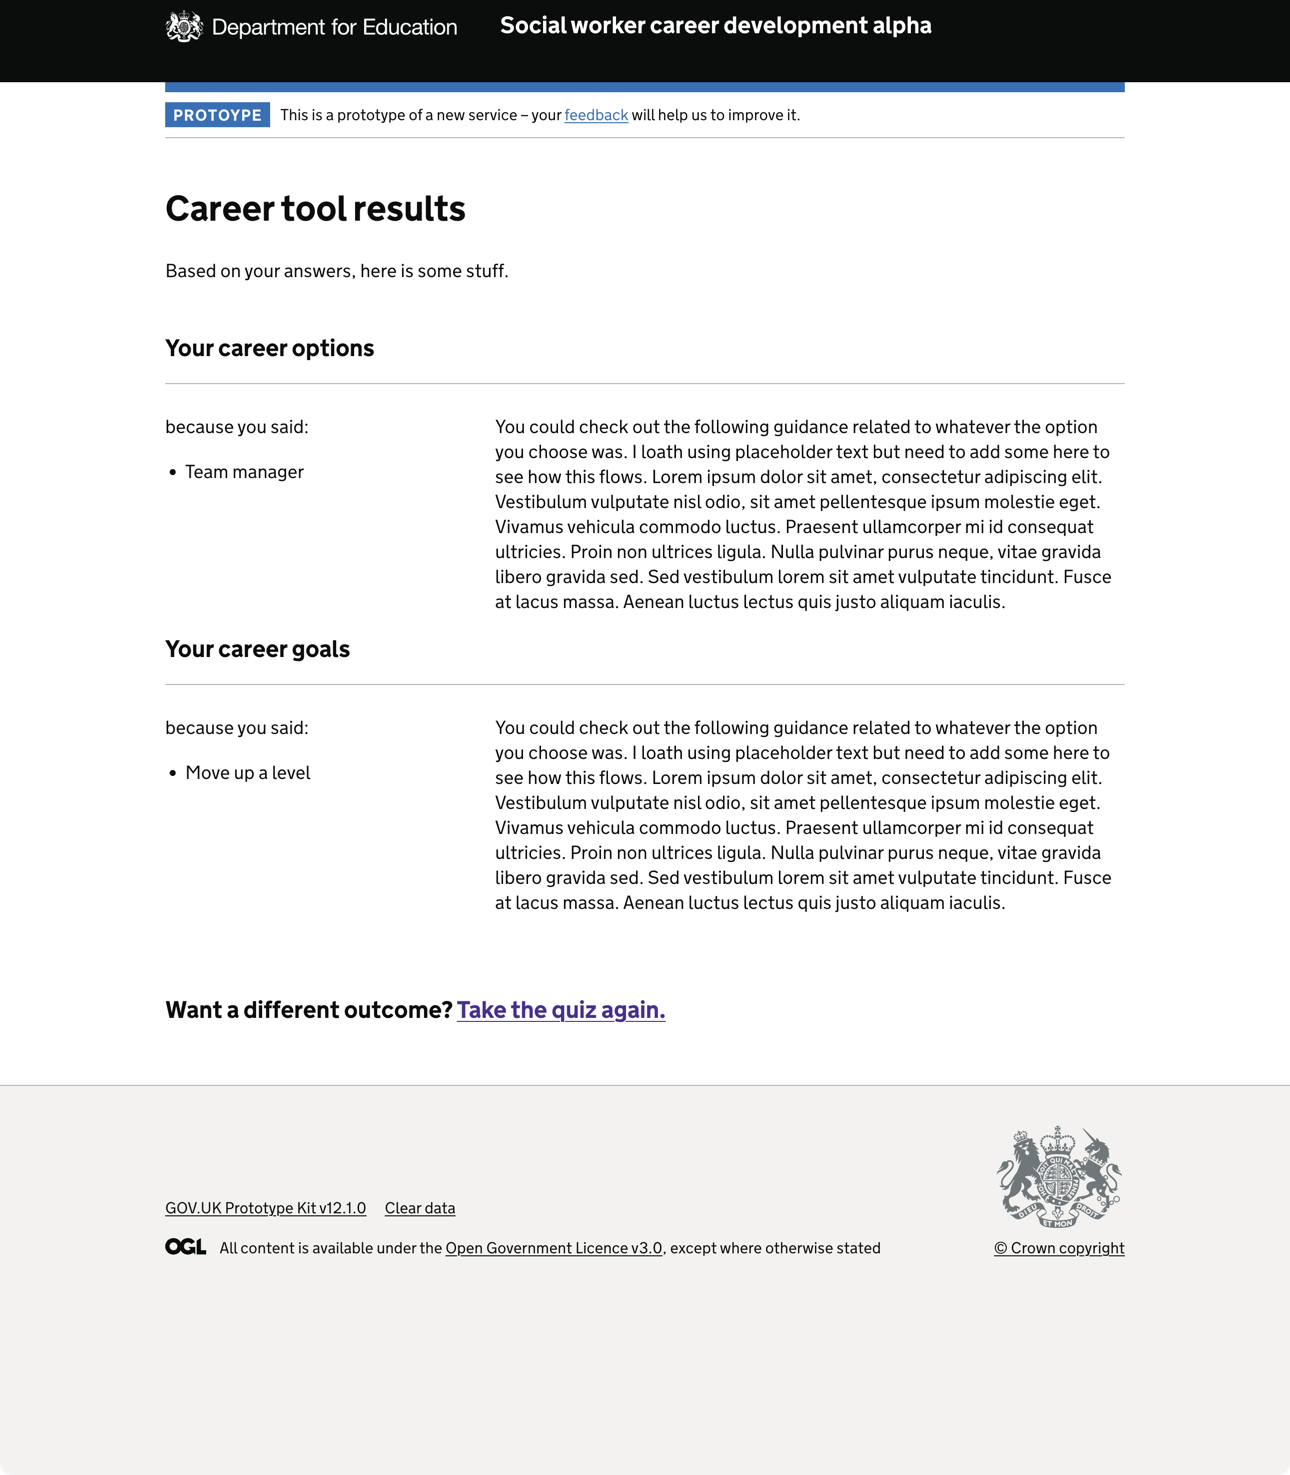 Department for Education
Social worker career development alpha
PROTOYPE
This is a prototype of a new service – your feedback will help us to improve it.
Career tool results
Based on your answers, here is some stuff.
Your career options
because you said:
• Team manager
You could check out the following guidance related to whatever the option
you choose was. I loath using placeholder text but need to add some here to
see how this flows. Lorem ipsum dolor sit amet, consectetur adipiscing elit.
Vestibulum vulputate nisl odio, sit amet pellentesque ipsum molestie eget.
Vivamus vehicula commodo luctus. Praesent ullamcorper mi id consequat
ultricies. Proin non ultrices ligula. Nulla pulvinar purus neque, vitae gravida
libero gravida sed. Sed vestibulum lorem sit amet vulputate tincidunt. Fusce
at lacus massa. Aenean luctus lectus quis justo aliquam iaculis.
Your career goals
because you said:
• Move up a level
You could check out the following guidance related to whatever the option
you choose was. I loath using placeholder text but need to add some here to
see how this flows. Lorem ipsum dolor sit amet, consectetur adipiscing elit.
Vestibulum vulputate nisl odio, sit amet pellentesque ipsum molestie eget.
Vivamus vehicula commodo luctus. Praesent ullamcorper mi id consequat
ultricies. Proin non ultrices ligula. Nulla pulvinar purus neque, vitae gravida
libero gravida sed. Sed vestibulum lorem sit amet vulputate tincidunt. Fusce
at lacus massa. Aenean luctus lectus quis justo aliquam iaculis.
Want a different outcome? Take the quiz again.
GOV.UK Prototype Kit v12.1.0 Clear data
OGL All content is available under the Open Government Licence v3.0, except where otherwise stated
DIEU ET MON DROIT
© Crown copyright